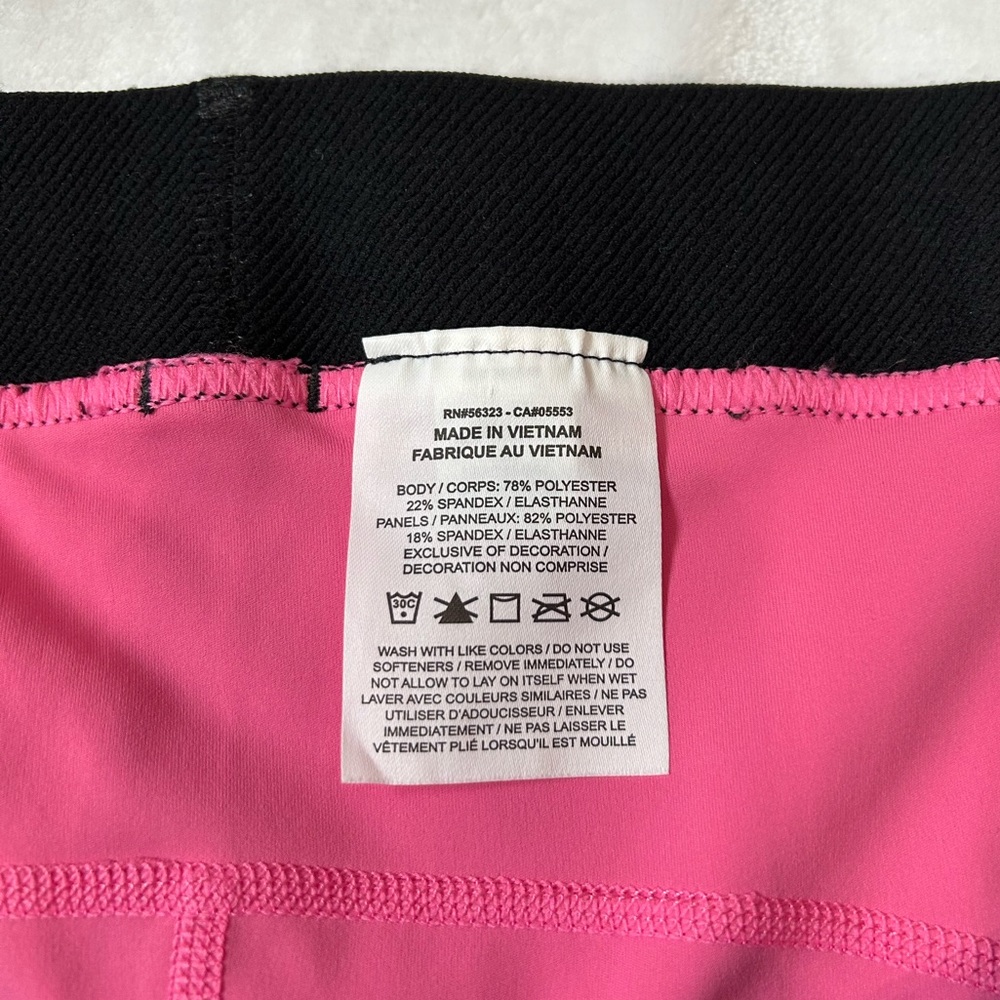 RN#56323 - CA#05553
MADE IN VIETNAM
FABRIQUE AU VIETNAM
BODY / CORPS: 78% POLYESTER
22% SPANDEX / ELASTHANNE
PANELS / PANNEAUX: 82% POLYESTER
18% SPANDEX / ELASTHANNE
EXCLUSIVE OF DECORATION /
DECORATION NON COMPRISE
30C
WASH WITH LIKE COLORS / DO NOT USE
SOFTENERS / REMOVE IMMEDIATELY / DO
NOT ALLOW TO LAY ON ITSELF WHEN WET
LAVER AVEC COULEURS SIMILAIRES / NE PAS
UTILISER D'ADOUCISSEUR / ENLEVER
IMMEDIATEMENT / NE PAS LAISSER LE
VÊTEMENT PLIÉ LORSQU'IL EST MOUILLÉ